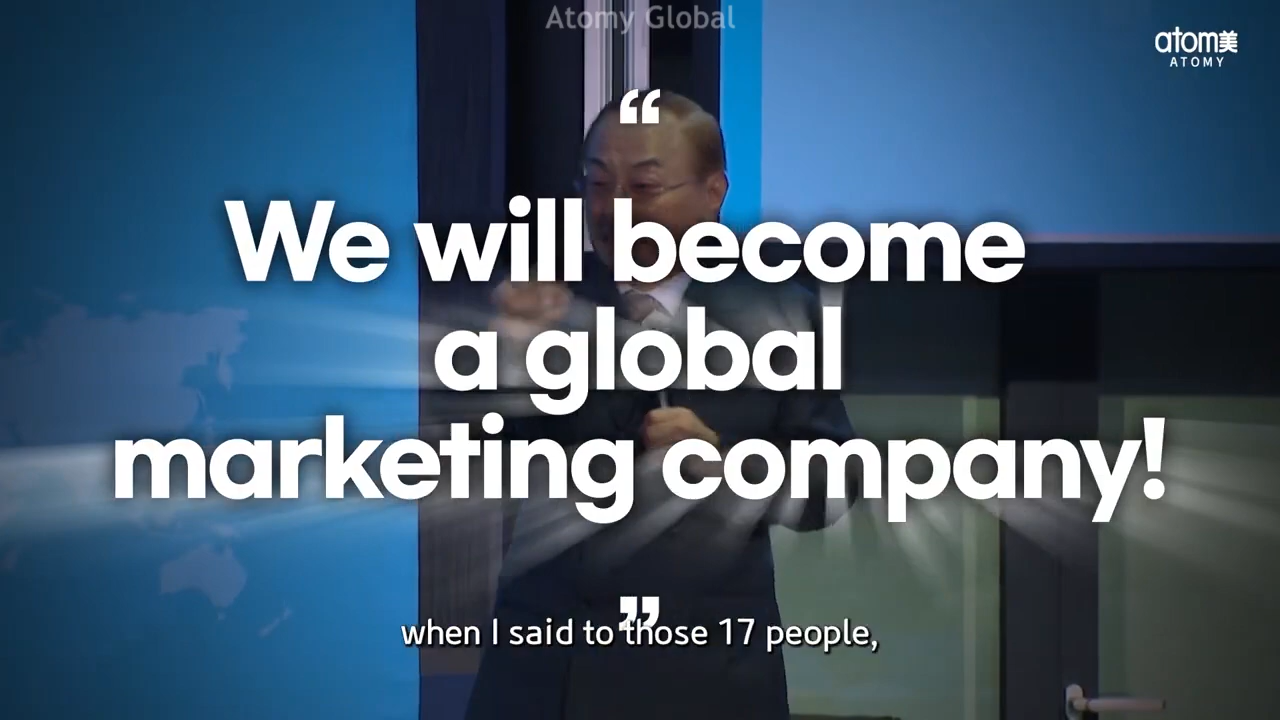 Atomy Global
atom美
ATOMY
“
We will become
a global
marketing company!
”
when I said to those 17 people,